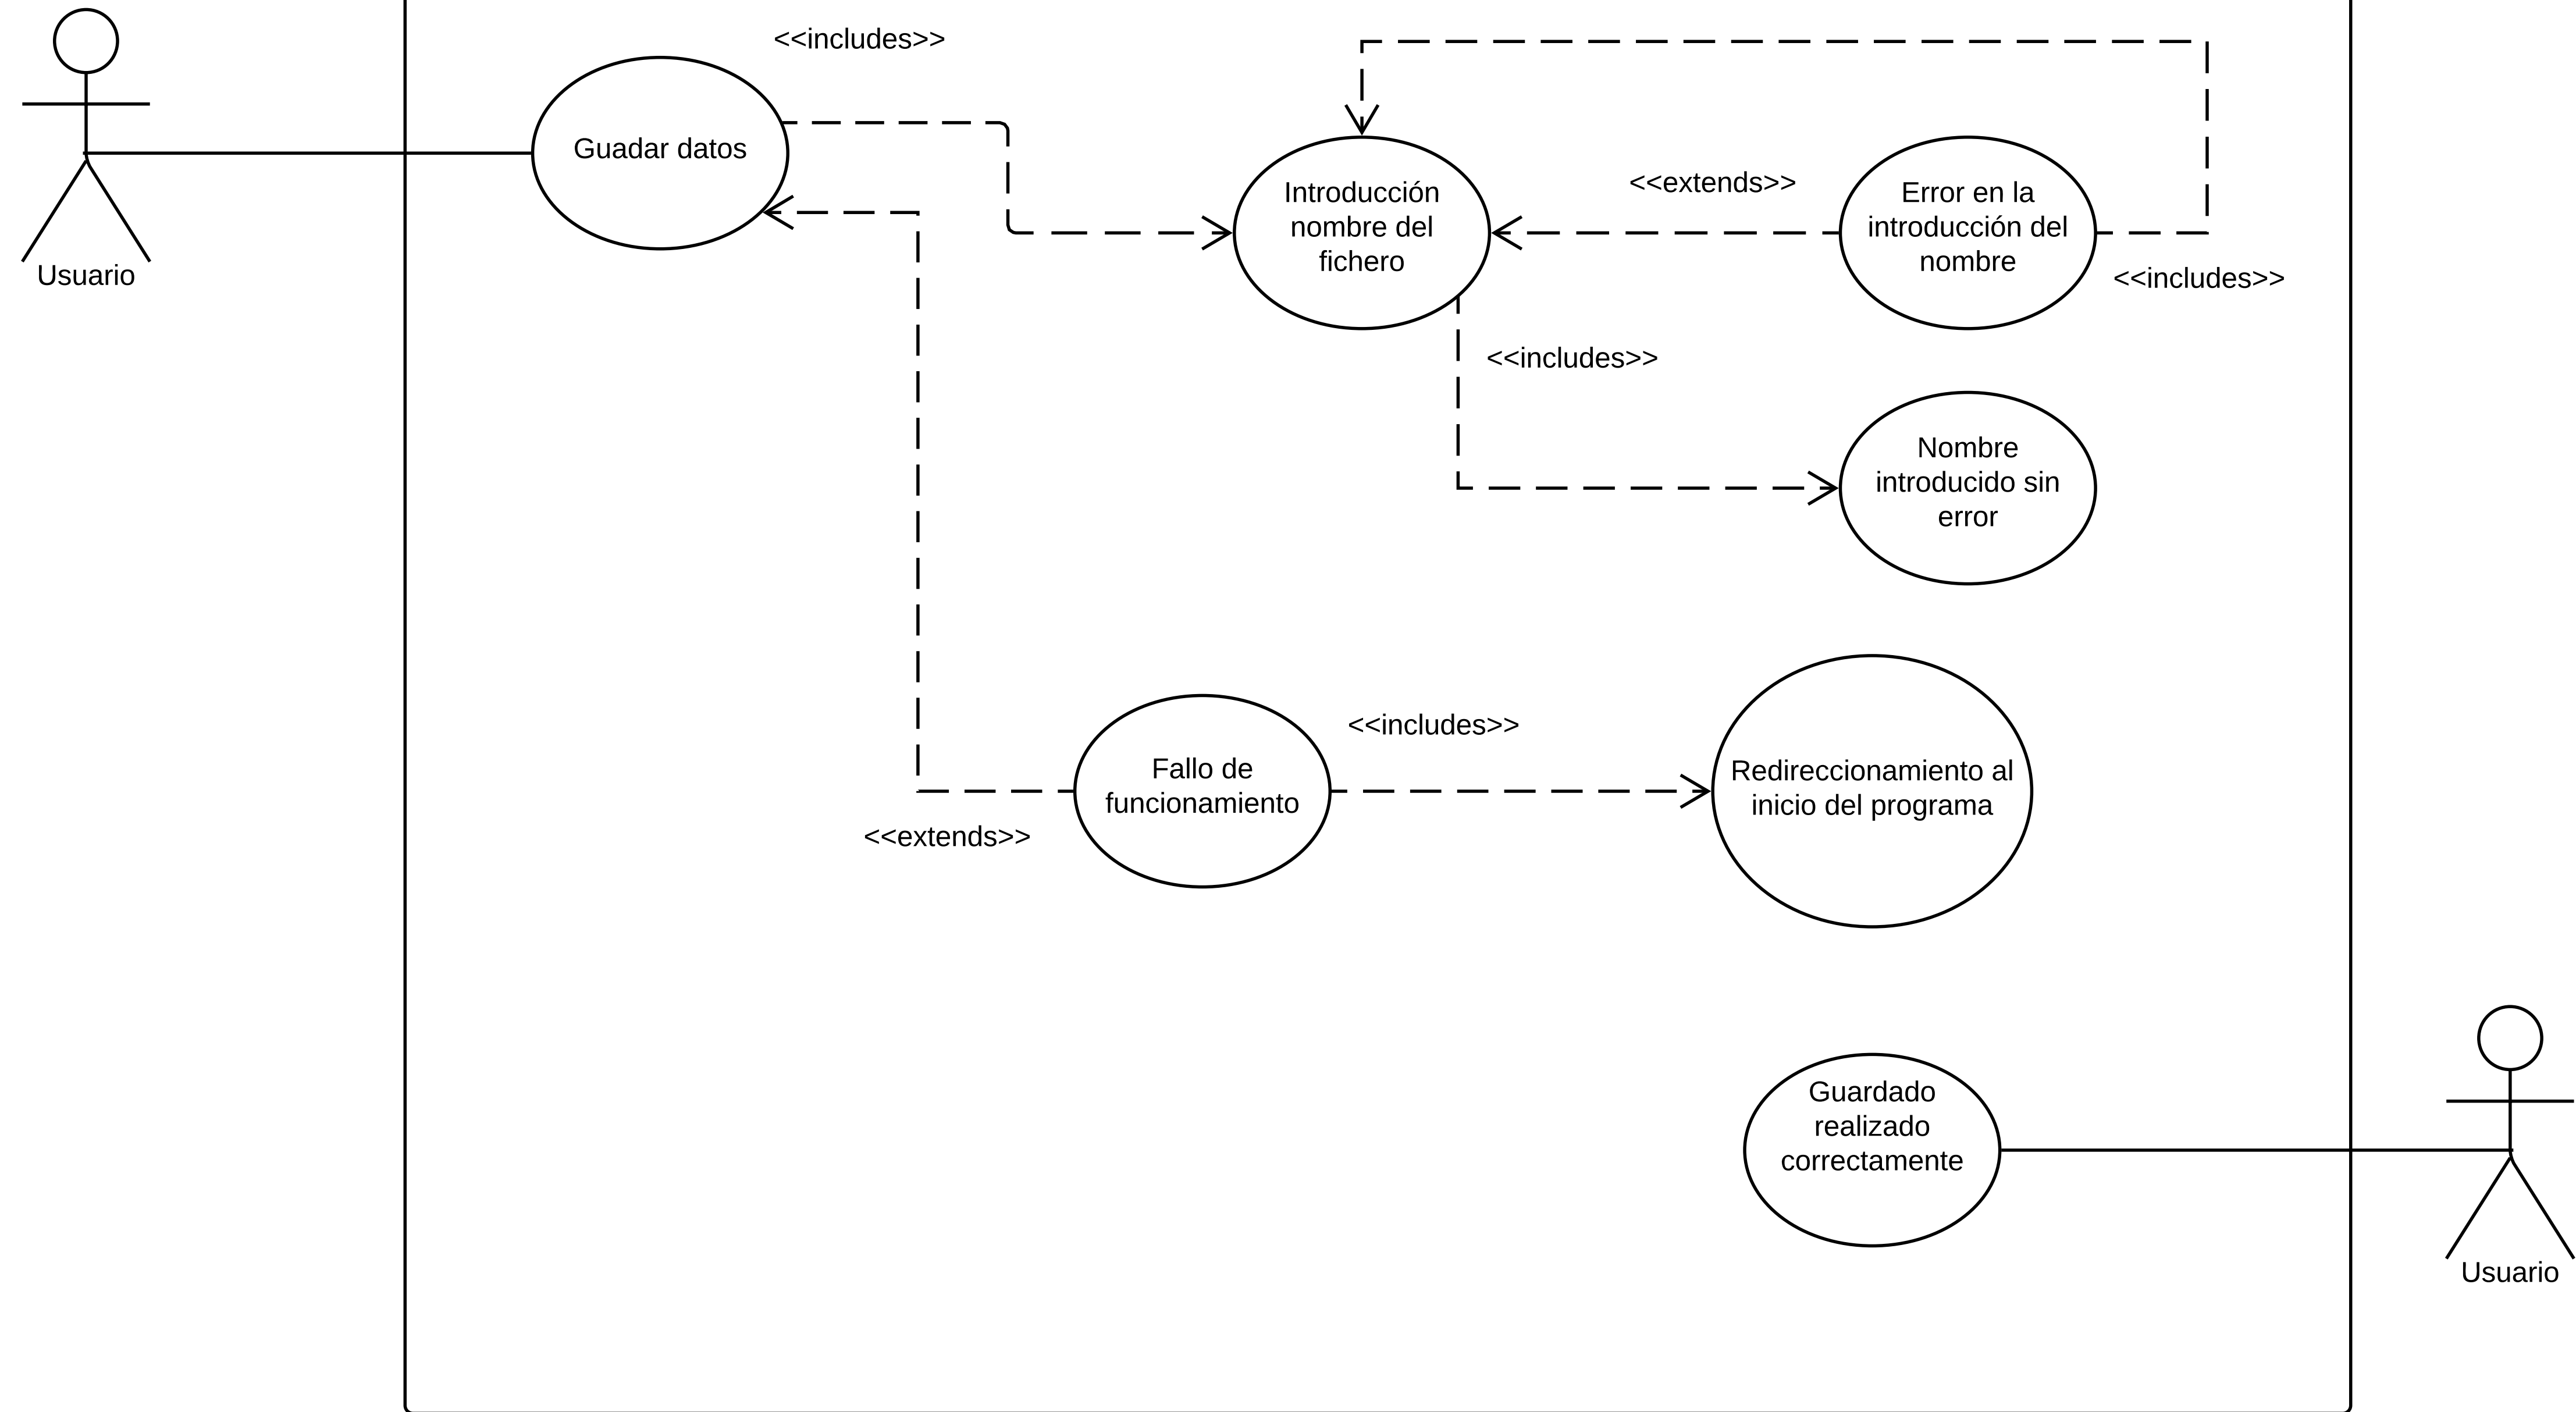 <<includes>>
Guadar datos
Usuario
Introducción
nombre del
fichero
<<extends>>
Error en la
introducción del
nombre
<<includes>>
<<includes>>
Nombre
introducido sin
error
Fallo de
funcionamiento
<<includes>>
<<extends>>
Redireccionamiento al
inicio del programa
Guardado
realizado
correctamente
Usuario